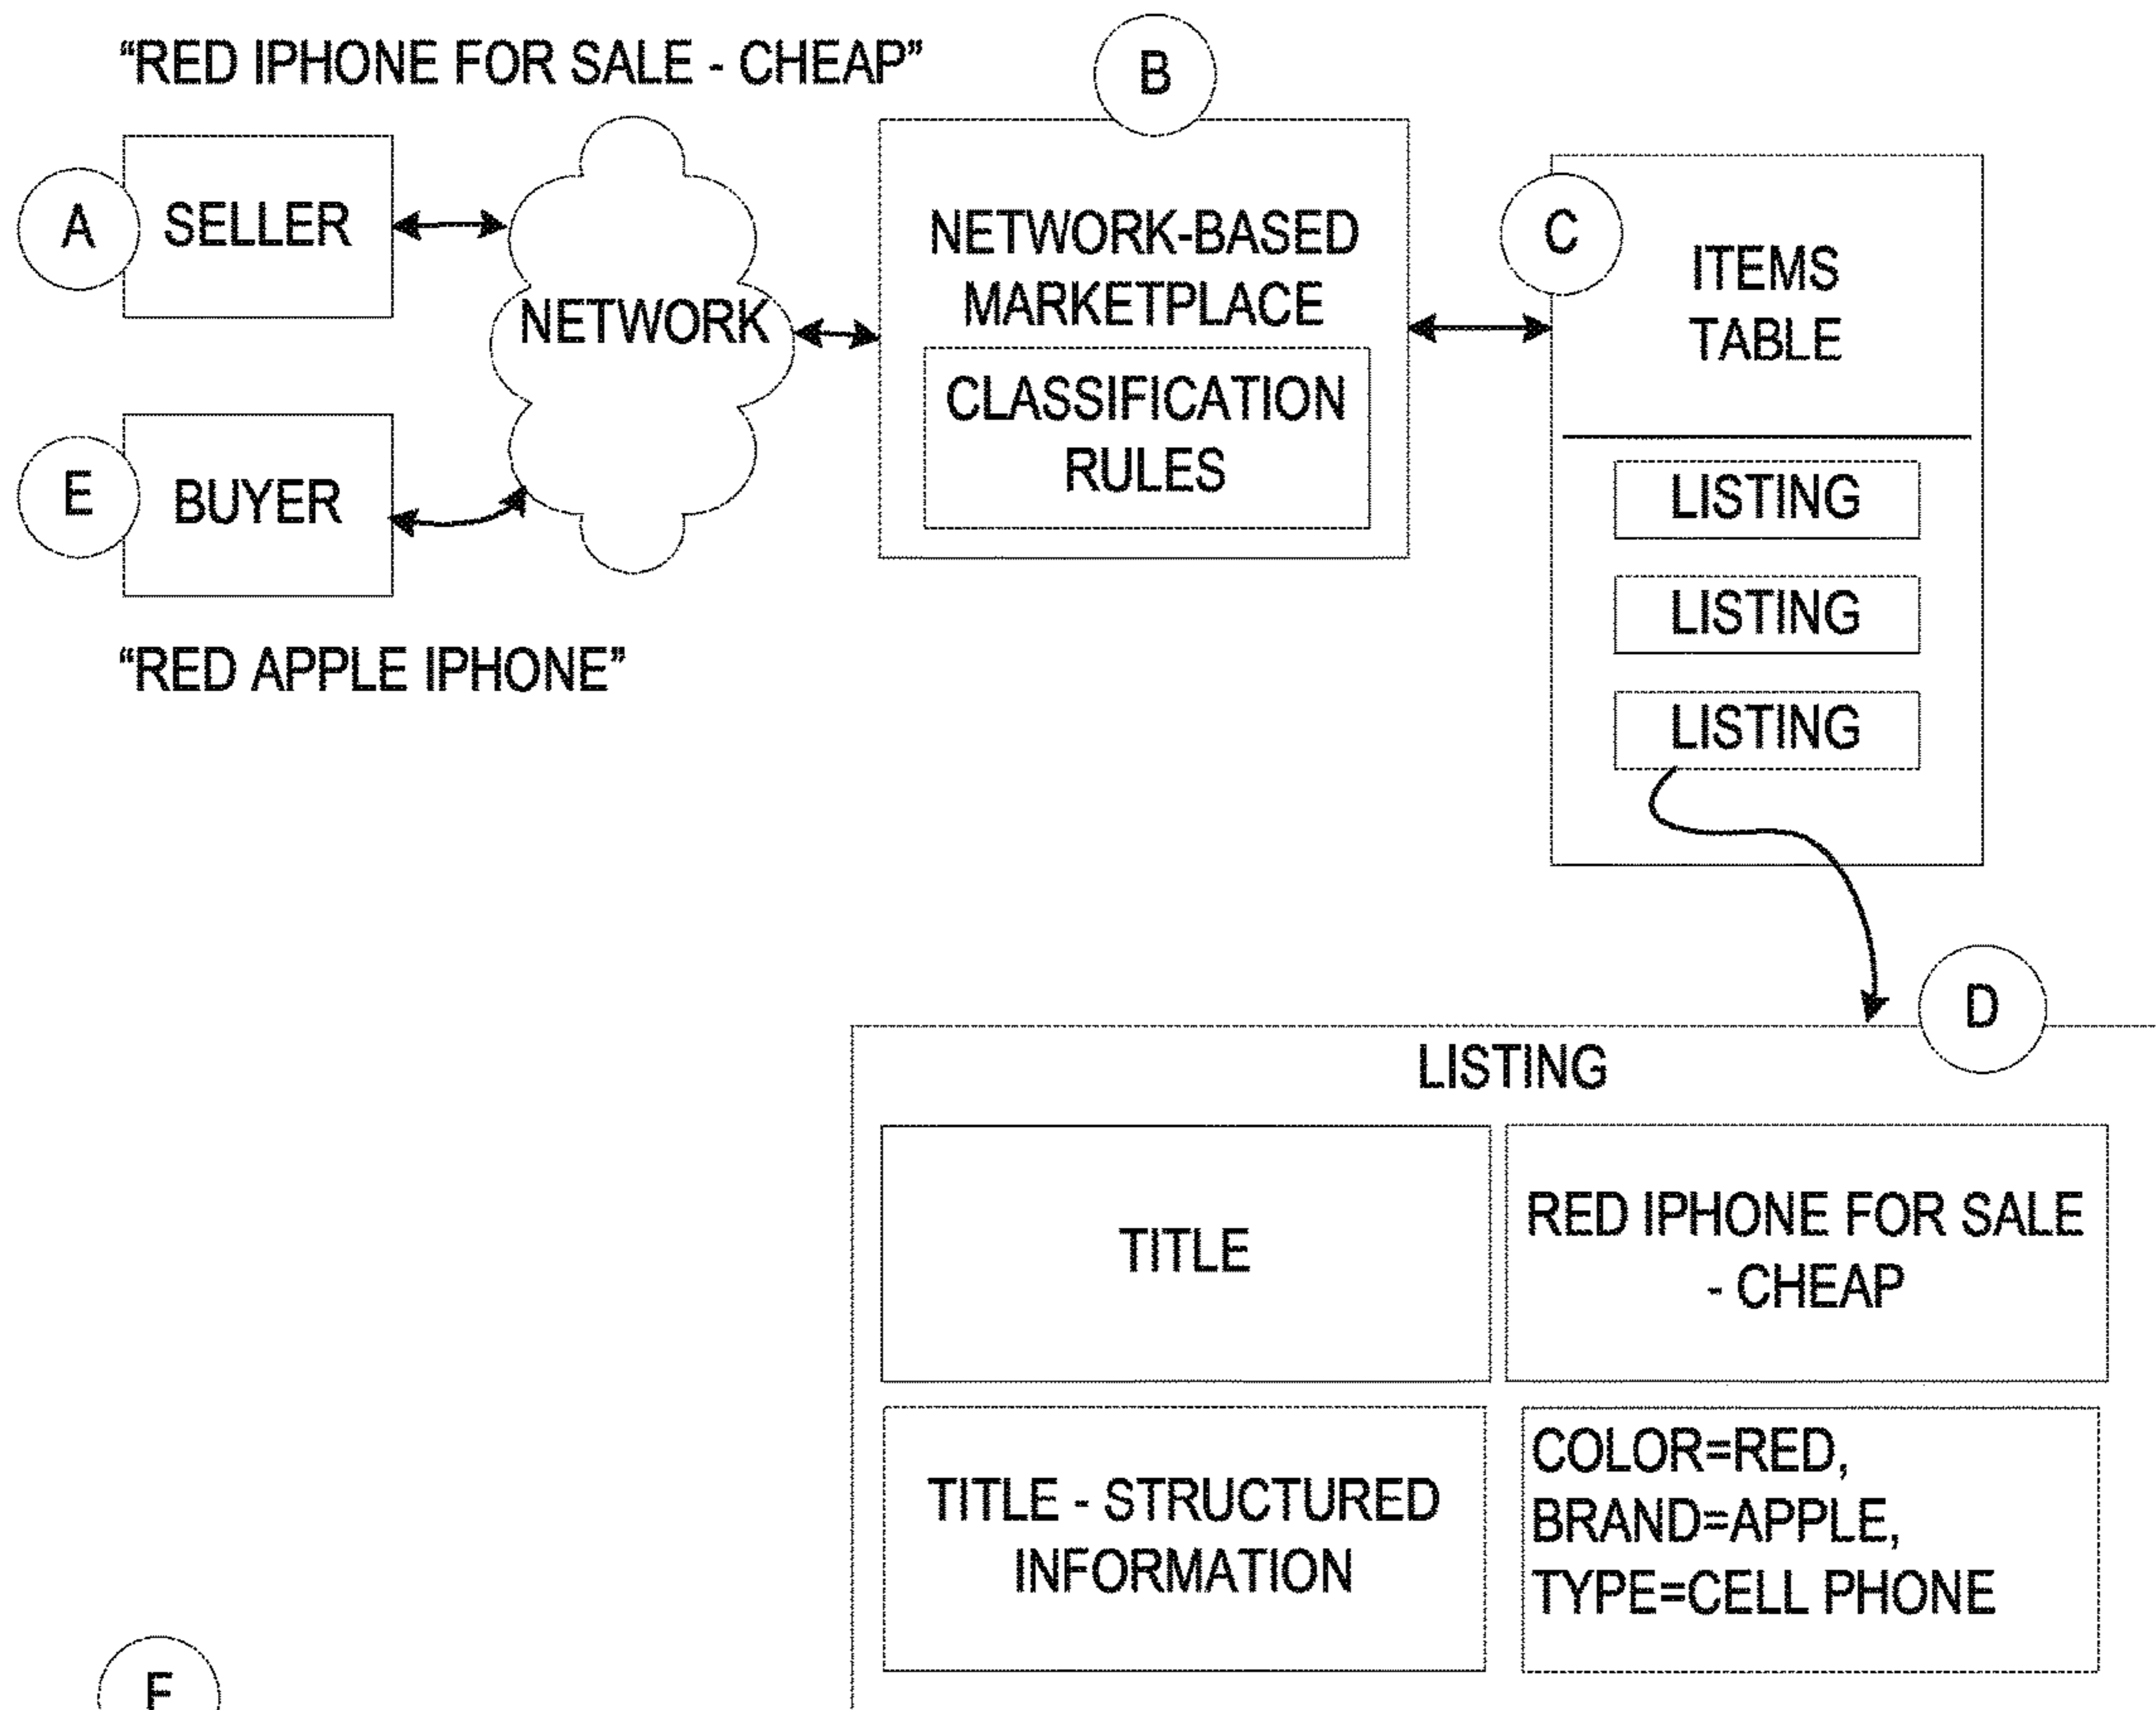 “RED IPHONE FOR SALE - CHEAP”
B
A
SELLER
NETWORK
NETWORK-BASED
MARKETPLACE
CLASSIFICATION
RULES
C
ITEMS
TABLE
LISTING
LISTING
LISTING
E
BUYER
“RED APPLE IPHONE”
D
LISTING
TITLE
RED IPHONE FOR SALE
- CHEAP
TITLE - STRUCTURED
INFORMATION
COLOR=RED,
BRAND=APPLE,
TYPE=CELL PHONE
F